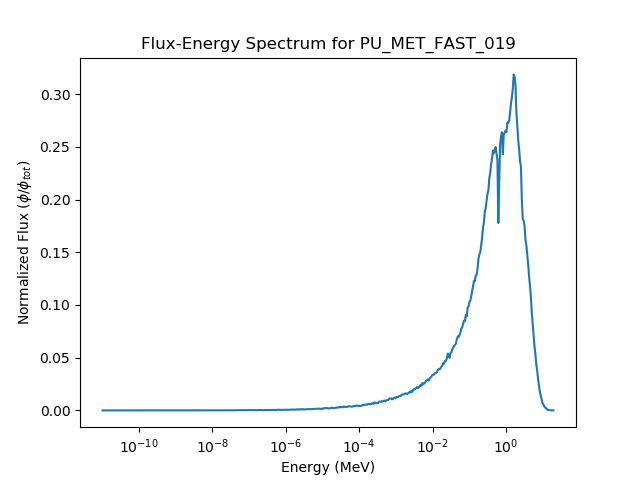 Flux-Energy Spectrum for PU_MET_FAST_019
Normalized Flux (ϕ/ϕ_tot)
0.30
0.25
0.20
0.15
0.10
0.05
0.00
10⁻¹⁰ 10⁻⁸ 10⁻⁶ 10⁻⁴ 10⁻² 10⁰
Energy (MeV)